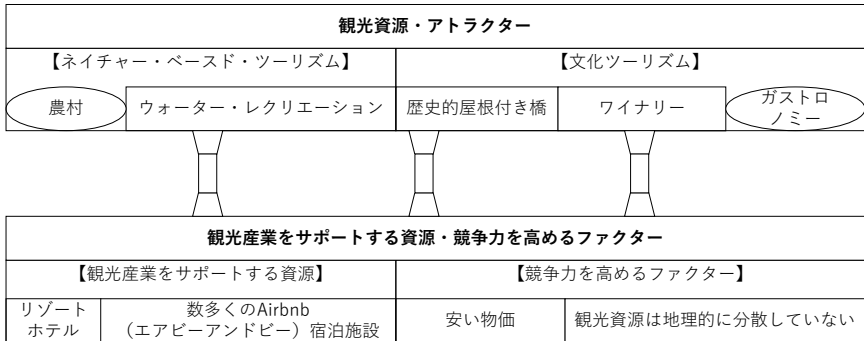 観光資源・アトラクター
【ネイチャー・ベースド・ツーリズム】
【文化ツーリズム】
農村
ウォーター・レクリエーション
歴史的屋根付き橋
ワイナリー
ガストロ
ノミー
観光産業をサポートする資源・競争力を高めるファクター
【観光産業をサポートする資源】
【競争力を高めるファクター】
リゾート
ホテル
数多くのAirbnb
（エアビーアンドビー）宿泊施設
安い物価
観光資源は地理的に分散していない